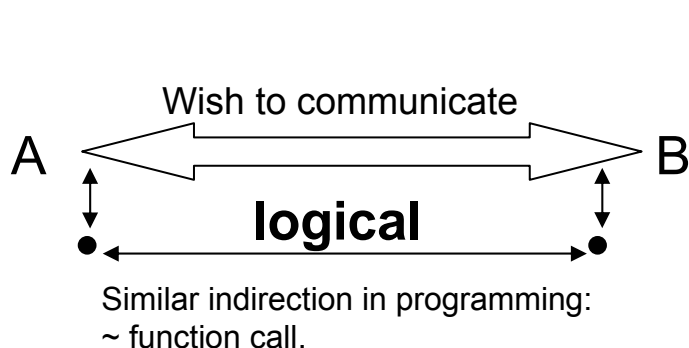 Wish to communicate
A B
logical
Similar indirection in programming:
~ function call.